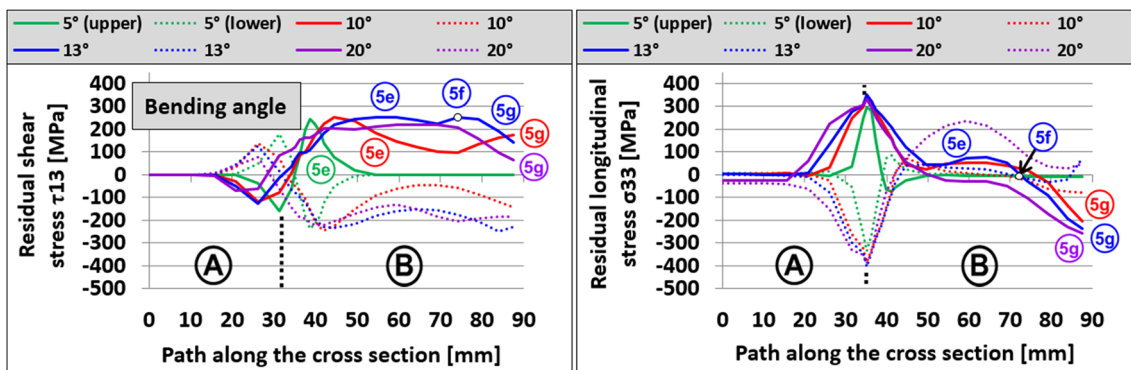 5° (upper) 5° (lower) 10° 10°
13° 13° 20° 20°
Residual shear
stress τ13 [MPa]
400
300
200
100
0
-100
-200
-300
-400
-500
Bending angle
5e
5f
5g
5g
5e
5e
5g
A
B
0 10 20 30 40 50 60 70 80 90
Path along the cross section [mm]
5° (upper) 5° (lower) 10° 10°
13° 13° 20° 20°
Residual longitudinal
stress σ33 [MPa]
400
300
200
100
0
-100
-200
-300
-400
-500
5e
5f
5g
5g
5g
A
B
0 10 20 30 40 50 60 70 80 90
Path along the cross section [mm]